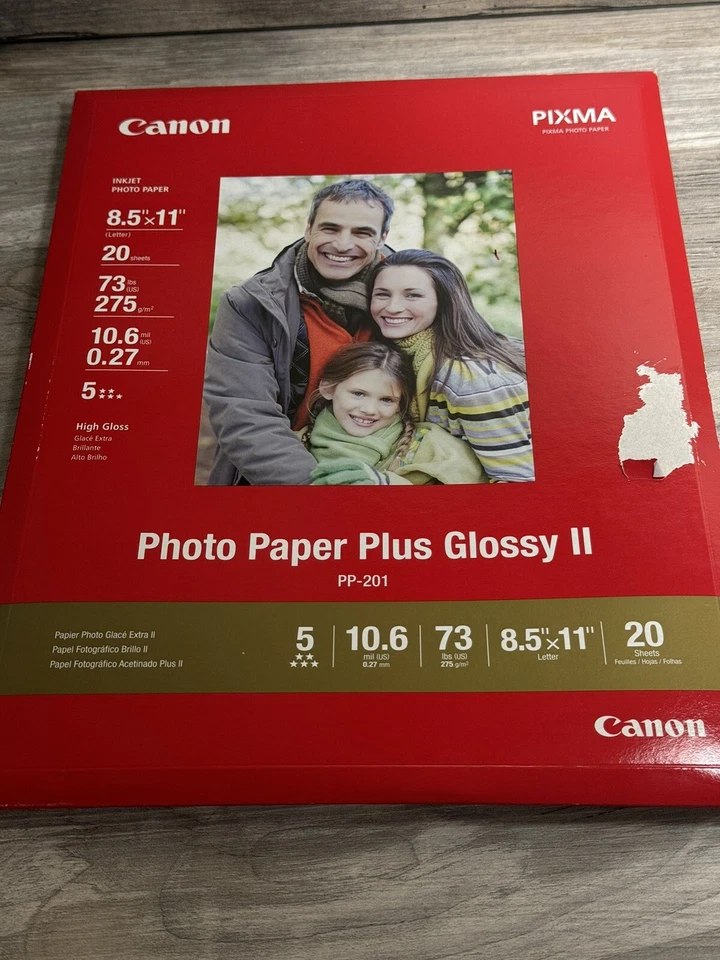 Canon
PIXMA
PIXMA PHOTO PAPER
INKJET
PHOTO PAPER
8.5"x11"
(Letter)
20 sheets
73 lbs (US)
275 g/m²
10.6 mil (US)
0.27 mm
5 ★★★★★
High Gloss
Glacé Extra
Brillante
Alto Brilho
Photo Paper Plus Glossy II
PP-201
Papier Photo Glacé Extra II
Papel Fotográfico Brillo II
Papel Fotográfico Acetinado Plus II
5
★★★★★
10.6
mil (US)
0.27 mm
73
lbs (US)
275 g/m²
8.5"x11"
Letter
20
Sheets
Feuilles / Hojas / Folhas
Canon